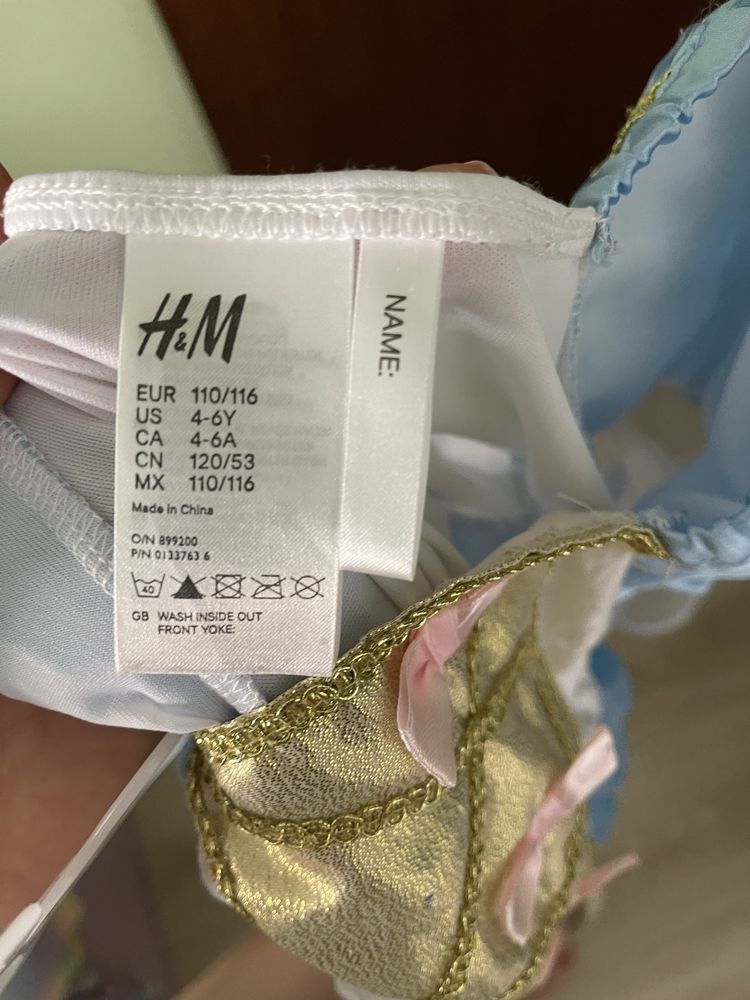 H&M
EUR 110/116
US 4-6Y
CA 4-6A
CN 120/53
MX 110/116
Made in China
O/N 899200
P/N 0133763 6
40
GB WASH INSIDE OUT
FRONT YOKE:
NAME: